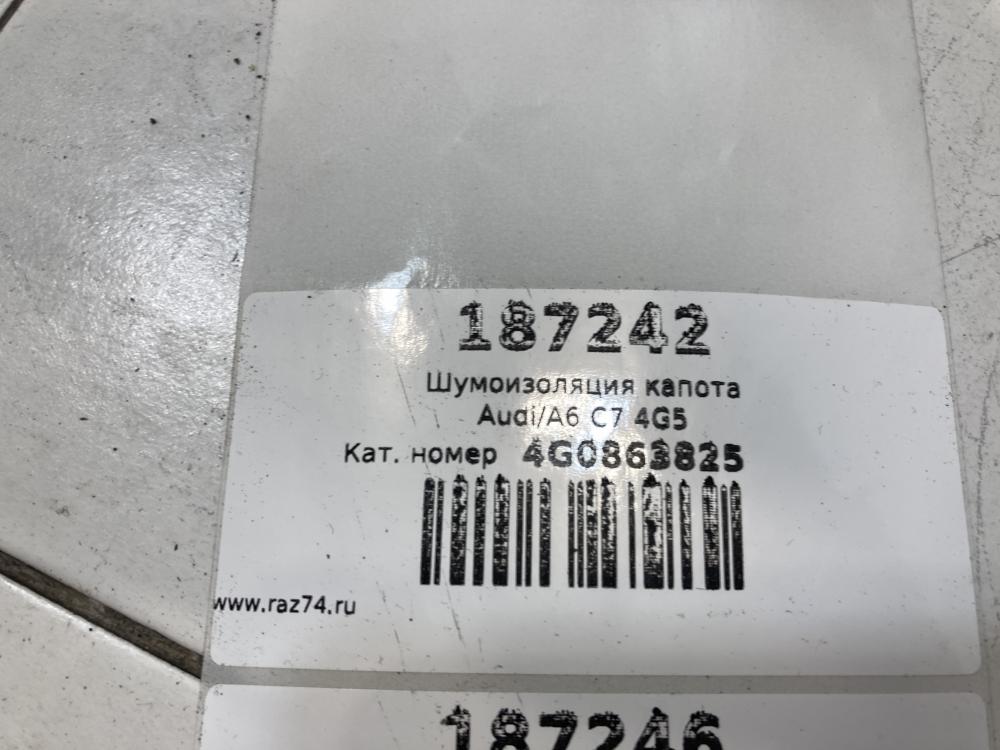 187242
Шумоизоляция капота
Audi/A6 C7 4G5
Кат. номер 4G0863825
www.raz74.ru
187246